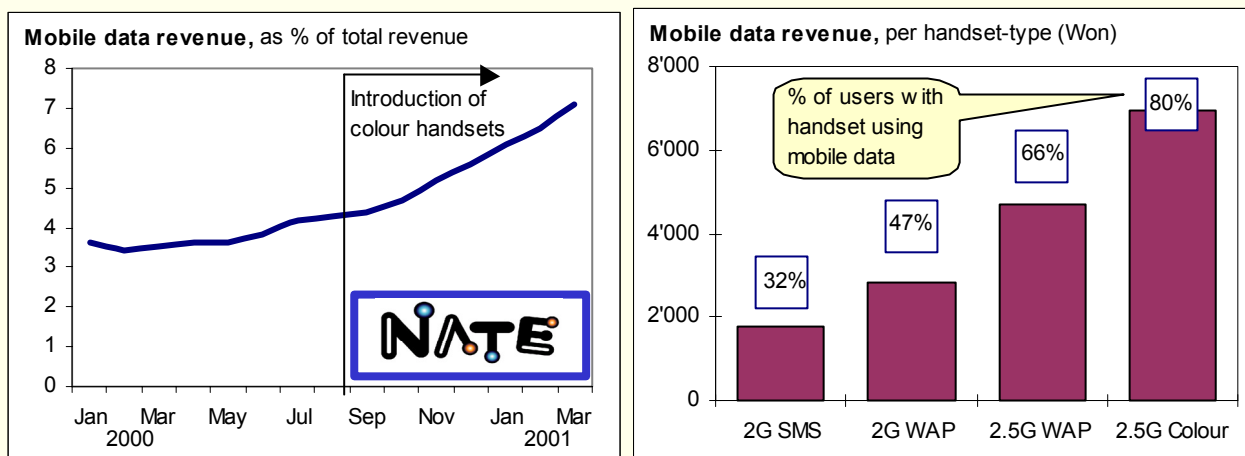 Mobile data revenue, as % of total revenue
8
7
6
5
4
3
2
1
0
Introduction of
colour handsets
NATE
Jan Mar May Jul Sep Nov Jan Mar
2000 2001
Mobile data revenue, per handset-type (Won)
8'000
6'000
4'000
2'000
0
% of users with
handset using
mobile data
32%
47%
66%
80%
2G SMS 2G WAP 2.5G WAP 2.5G Colour